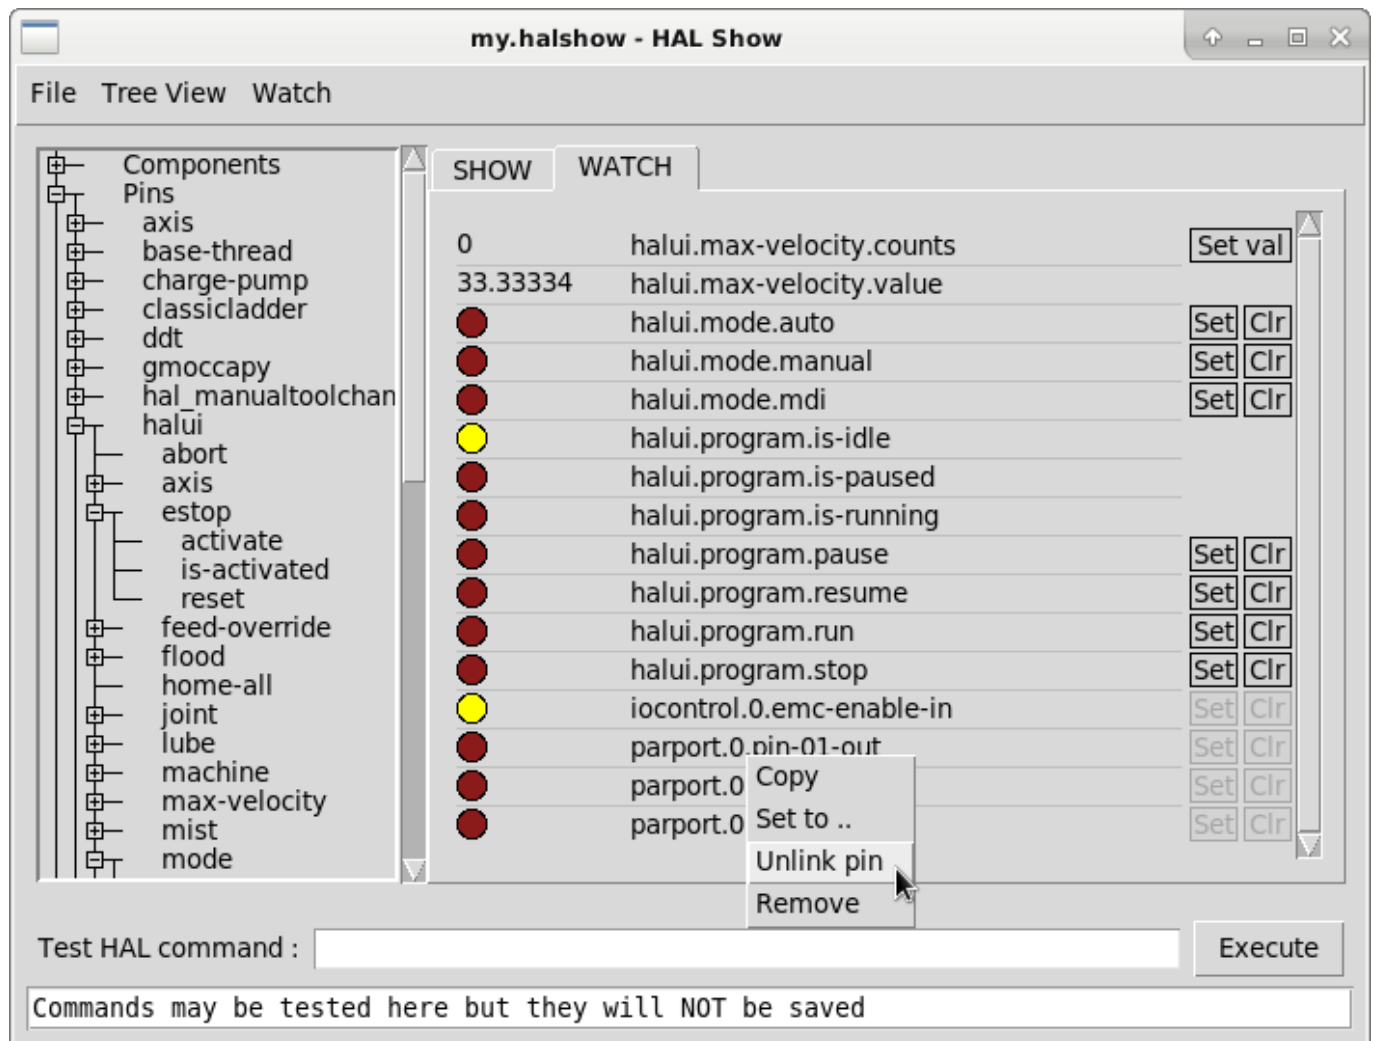 my.halshow - HAL Show
File Tree View Watch
Components
Pins
axis
base-thread
charge-pump
classicladder
ddt
gmoccapy
hal_manualtoolchan
halui
abort
axis
estop
activate
is-activated
reset
feed-override
flood
home-all
joint
lube
machine
max-velocity
mist
mode
SHOW WATCH
0 halui.max-velocity.counts Set val
33.33334 halui.max-velocity.value
halui.mode.auto Set Clr
halui.mode.manual Set Clr
halui.mode.mdi Set Clr
halui.program.is-idle
halui.program.is-paused
halui.program.is-running
halui.program.pause Set Clr
halui.program.resume Set Clr
halui.program.run Set Clr
halui.program.stop Set Clr
iocontrol.0.emc-enable-in Set Clr
parport.0.pin-01-out Set Clr
parport.0 Set Clr
parport.0 Set Clr
Copy
Set to ..
Unlink pin
Remove
Test HAL command : Execute
Commands may be tested here but they will NOT be saved